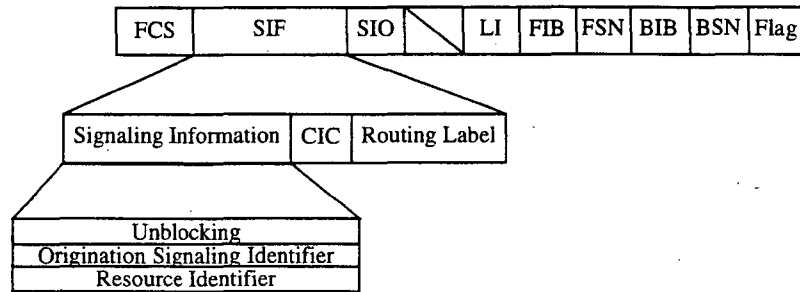 FCS SIF SIO LI FIB FSN BIB BSN Flag
Signaling Information CIC Routing Label
Unblocking
Origination Signaling Identifier
Resource Identifier